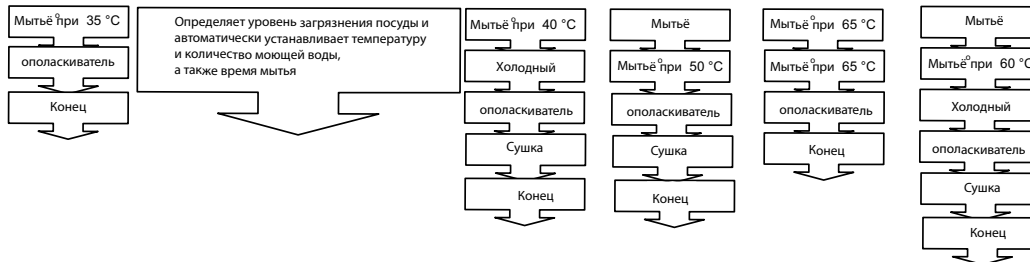 Мытьё при 35 °C
ополаскиватель
Конец
Определяет уровень загрязнения посуды и
автоматически устанавливает температуру
и количество моющей воды,
а также время мытья
Мытьё при 40 °C
Холодный
ополаскиватель
Сушка
Конец
Мытьё
Мытьё при 50 °C
ополаскиватель
Сушка
Конец
Мытьё при 65 °C
Мытьё при 65 °C
ополаскиватель
Конец
Мытьё
Мытьё при 60 °C
Холодный
ополаскиватель
Сушка
Конец